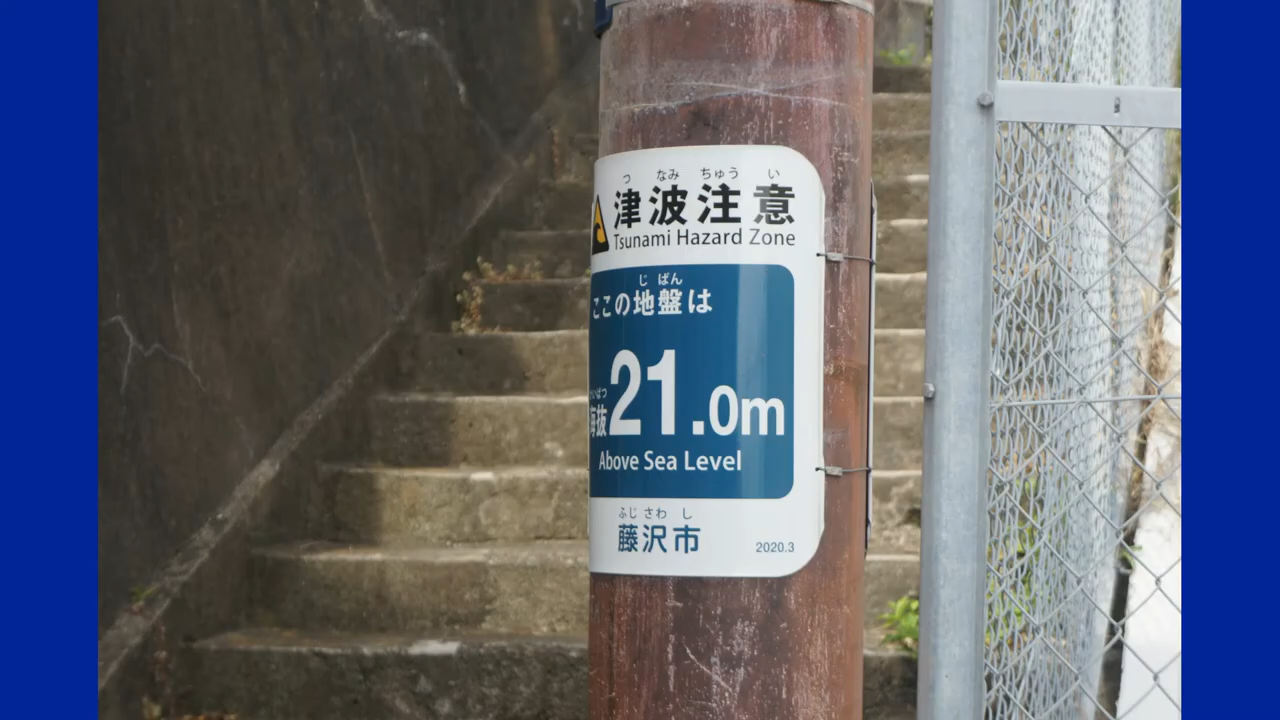 つ なみ ちゅう い
津波注意
Tsunami Hazard Zone
じ ばん
ここの地盤は
海抜21.0m
Above Sea Level
ふじ さわ し
藤沢市
2020.3